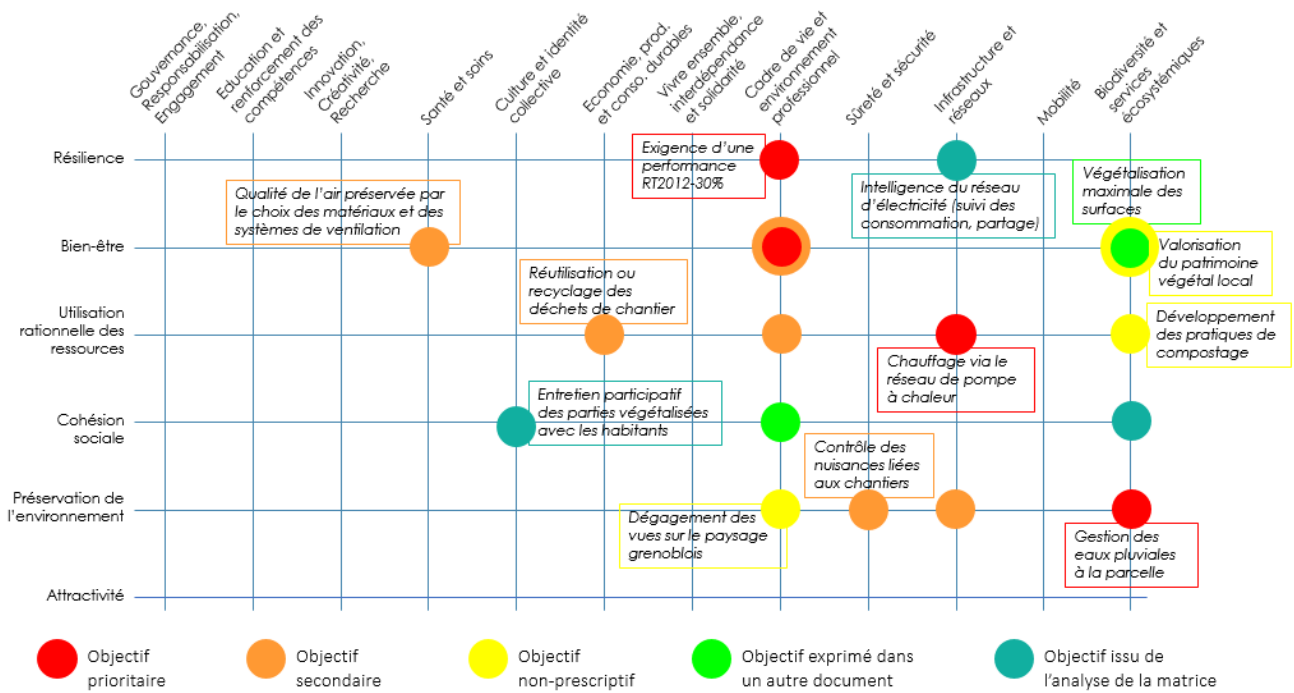 Gouvernance,
Responsabilisation,
Engagement
Education et
renforcement des
compétences
Innovation,
Créativité,
Recherche
Santé et soins
Culture et identité
collective
Economie, prod.
et conso. durables
Vivre ensemble,
interdépendance
et solidarité
Cadre de vie et
environnement
professionnel
Sûreté et sécurité
Infrastructure et
réseaux
Mobilité
Biodiversité et
services
écosystémiques
Résilience
Exigence d'une
performance
RT2012-30%
Intelligence du réseau
d'électricité (suivi des
consommation, partage)
Végétalisation
maximale des
surfaces
Qualité de l'air préservée par
le choix des matériaux et des
systèmes de ventilation
Bien-être
Valorisation
du patrimoine
végétal local
Réutilisation ou
recyclage des
déchets de chantier
Utilisation
rationnelle des
ressources
Développement
des pratiques de
compostage
Chauffage via le
réseau de pompe
à chaleur
Cohésion
sociale
Entretien participatif
des parties végétalisées
avec les habitants
Contrôle des
nuisances liées
aux chantiers
Préservation de
l'environnement
Dégagement des
vues sur le paysage
grenoblois
Gestion des
eaux pluviales
à la parcelle
Attractivité
Objectif
prioritaire
Objectif
secondaire
Objectif
non-prescriptif
Objectif exprimé dans
un autre document
Objectif issu de
l'analyse de la matrice